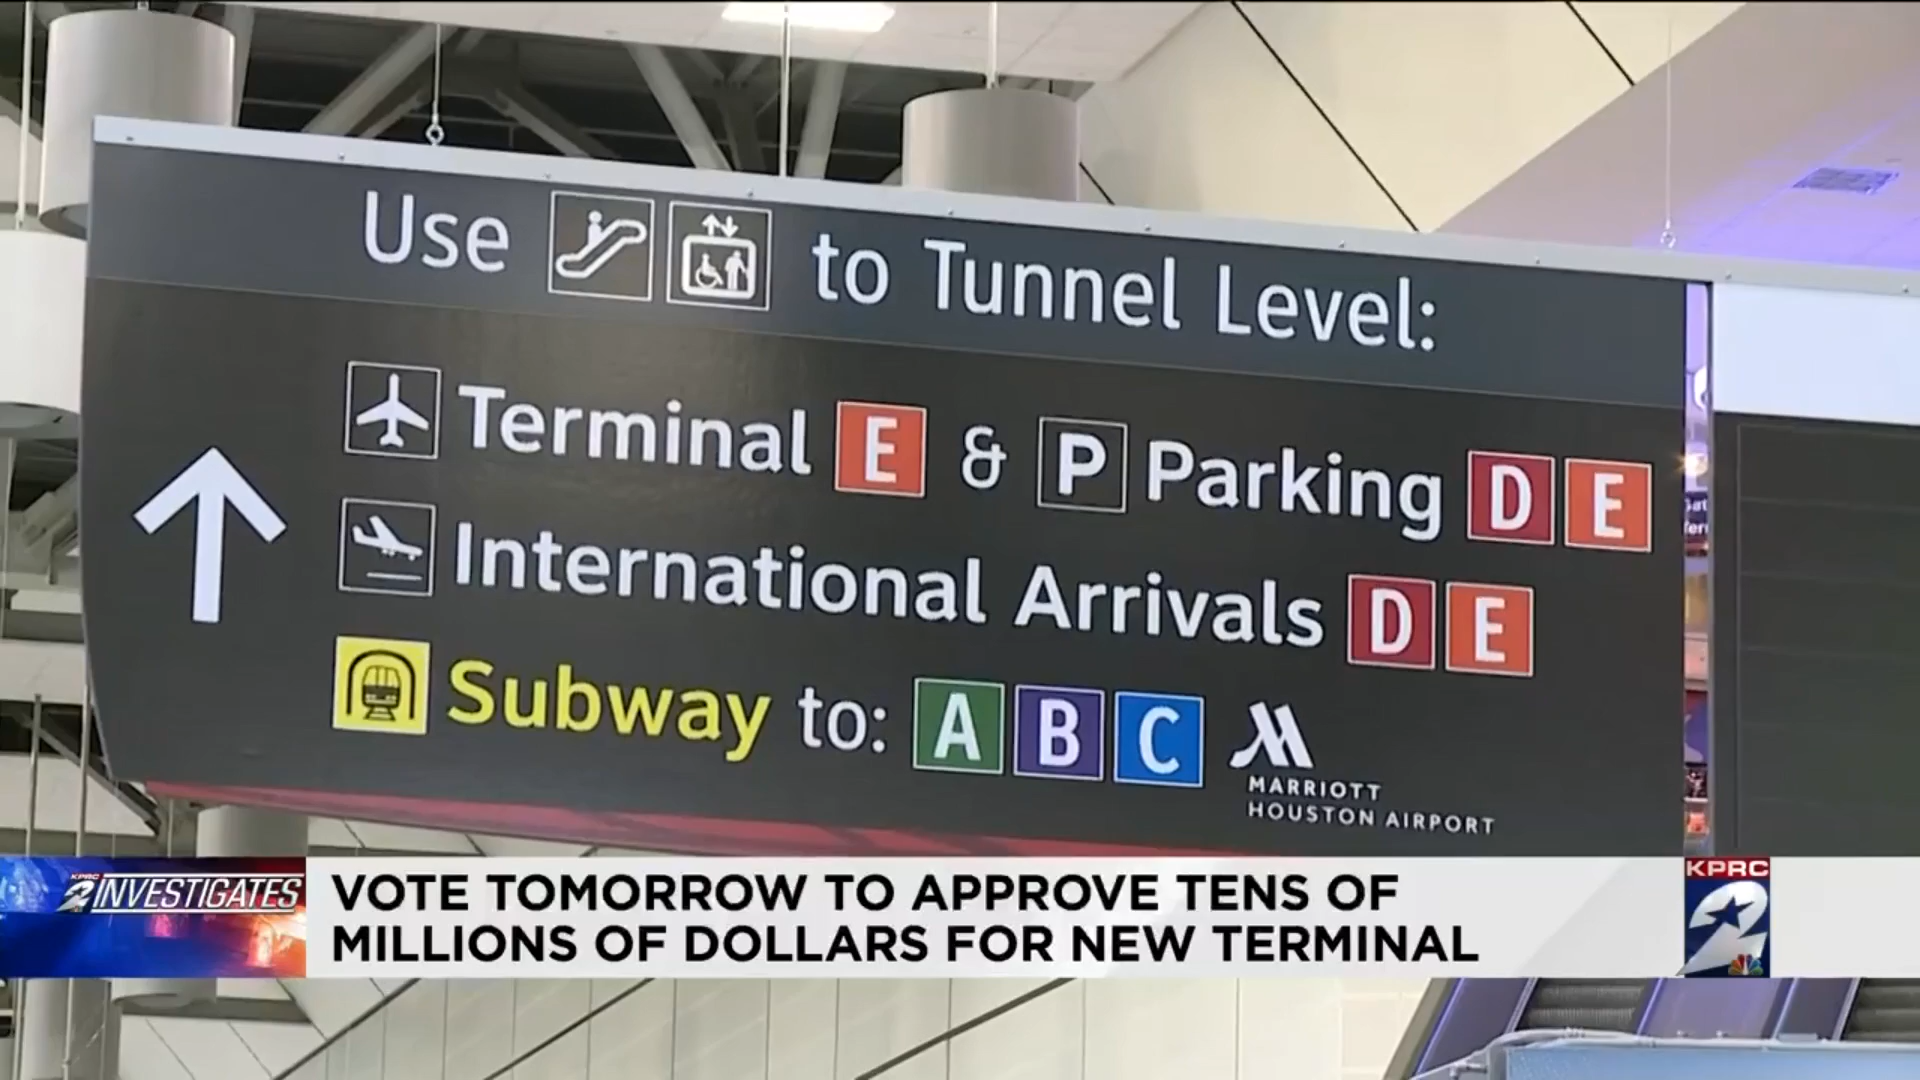 Use to Tunnel Level:
Terminal E & P Parking D E
International Arrivals D E
Subway to: A B C
MARRIOTT
HOUSTON AIRPORT
KPRC
2 INVESTIGATES
VOTE TOMORROW TO APPROVE TENS OF
MILLIONS OF DOLLARS FOR NEW TERMINAL
KPRC
2